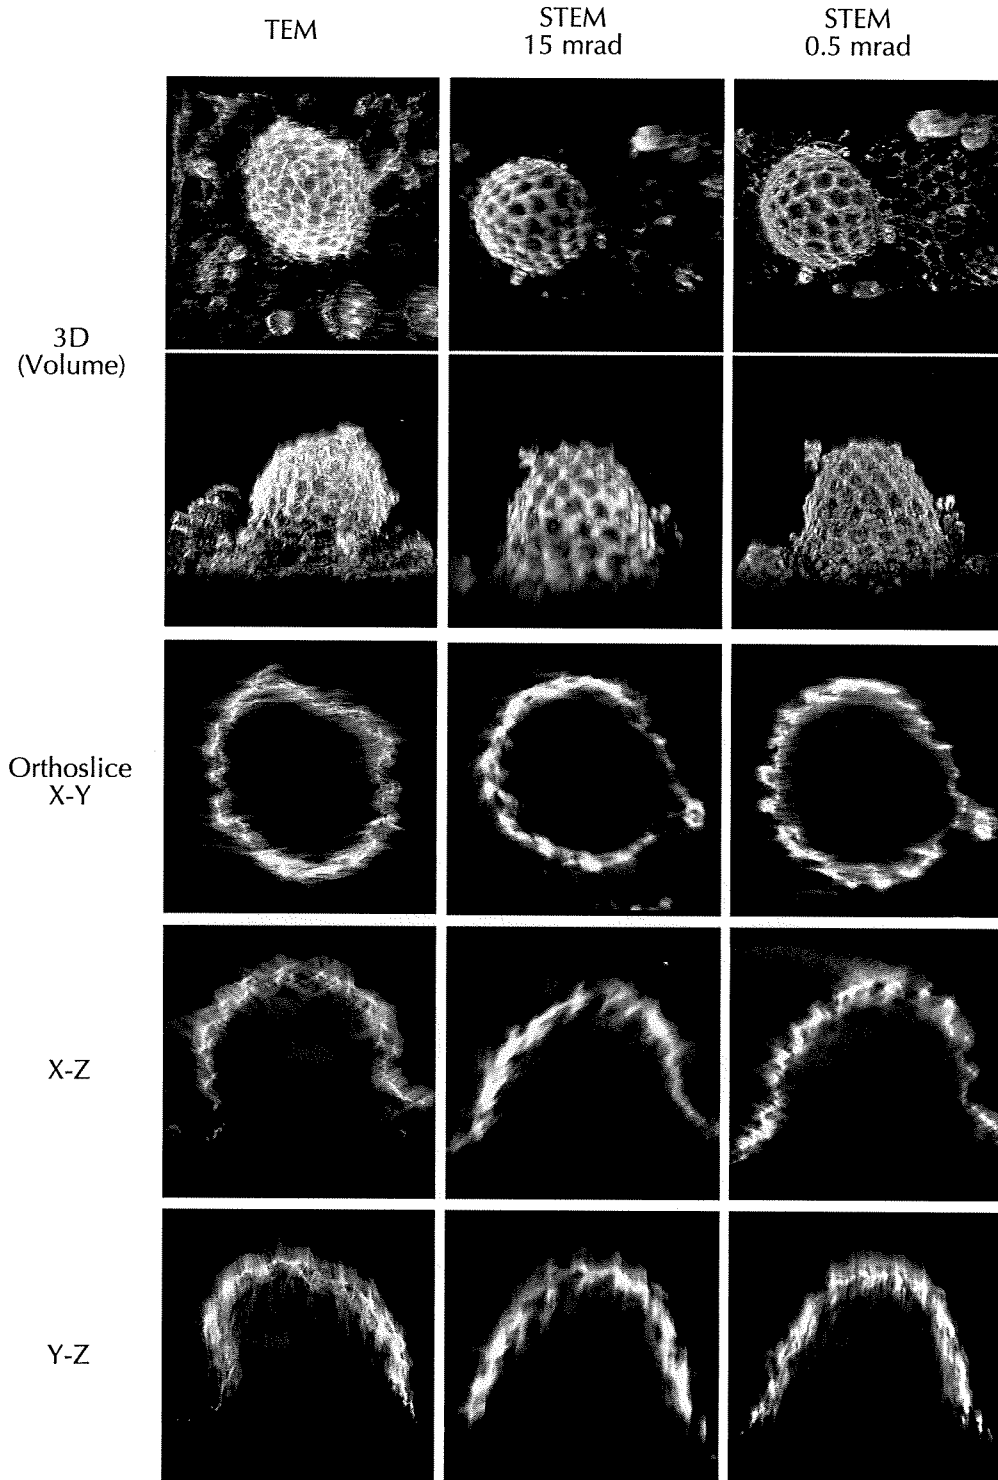 TEM
STEM
15 mrad
STEM
0.5 mrad
3D
(Volume)
Orthoslice
X-Y
X-Z
Y-Z